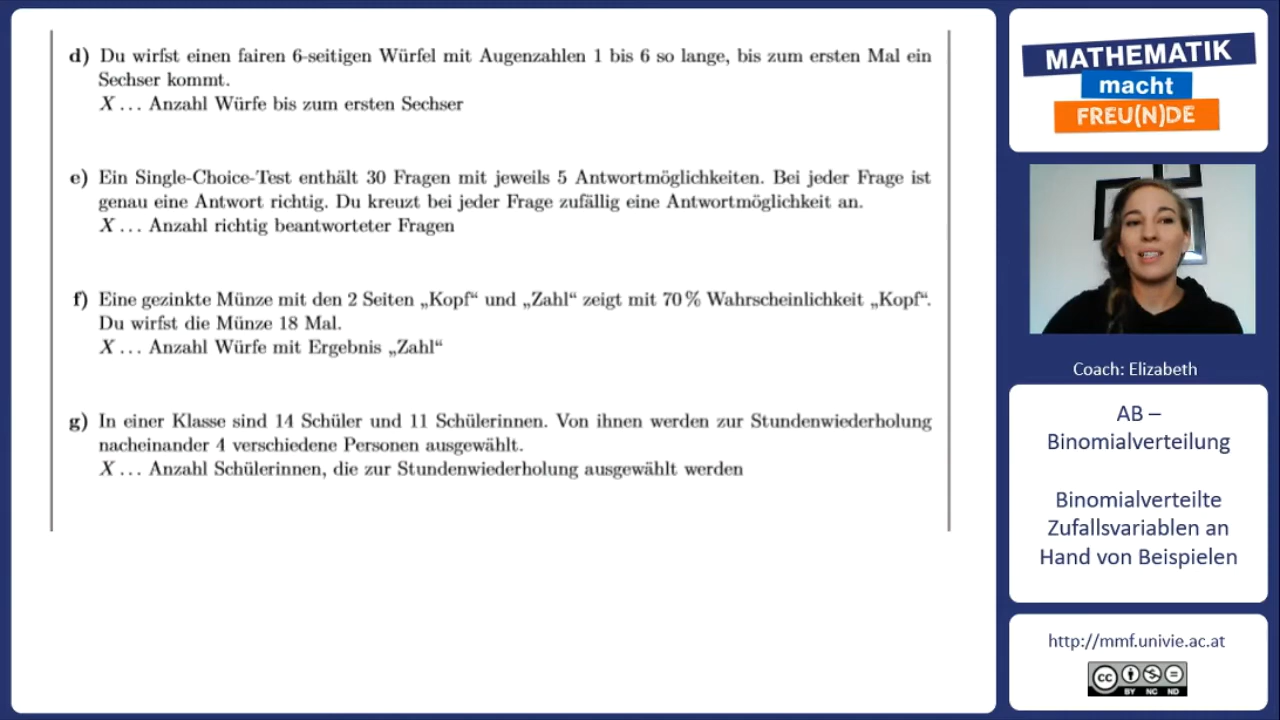 d) Du wirfst einen fairen 6-seitigen Würfel mit Augenzahlen 1 bis 6 so lange, bis zum ersten Mal ein
Sechser kommt.
X … Anzahl Würfe bis zum ersten Sechser
e) Ein Single-Choice-Test enthält 30 Fragen mit jeweils 5 Antwortmöglichkeiten. Bei jeder Frage ist
genau eine Antwort richtig. Du kreuzt bei jeder Frage zufällig eine Antwortmöglichkeit an.
X … Anzahl richtig beantworteter Fragen
f) Eine gezinkte Münze mit den 2 Seiten „Kopf“ und „Zahl“ zeigt mit 70 % Wahrscheinlichkeit „Kopf“.
Du wirfst die Münze 18 Mal.
X … Anzahl Würfe mit Ergebnis „Zahl“
g) In einer Klasse sind 14 Schüler und 11 Schülerinnen. Von ihnen werden zur Stundenwiederholung
nacheinander 4 verschiedene Personen ausgewählt.
X … Anzahl Schülerinnen, die zur Stundenwiederholung ausgewählt werden
MATHEMATIK
macht
FREU(N)DE
Coach: Elizabeth
AB –
Binomialverteilung
Binomialverteilte
Zufallsvariablen an
Hand von Beispielen
http://mmf.univie.ac.at
cc
BY NC ND